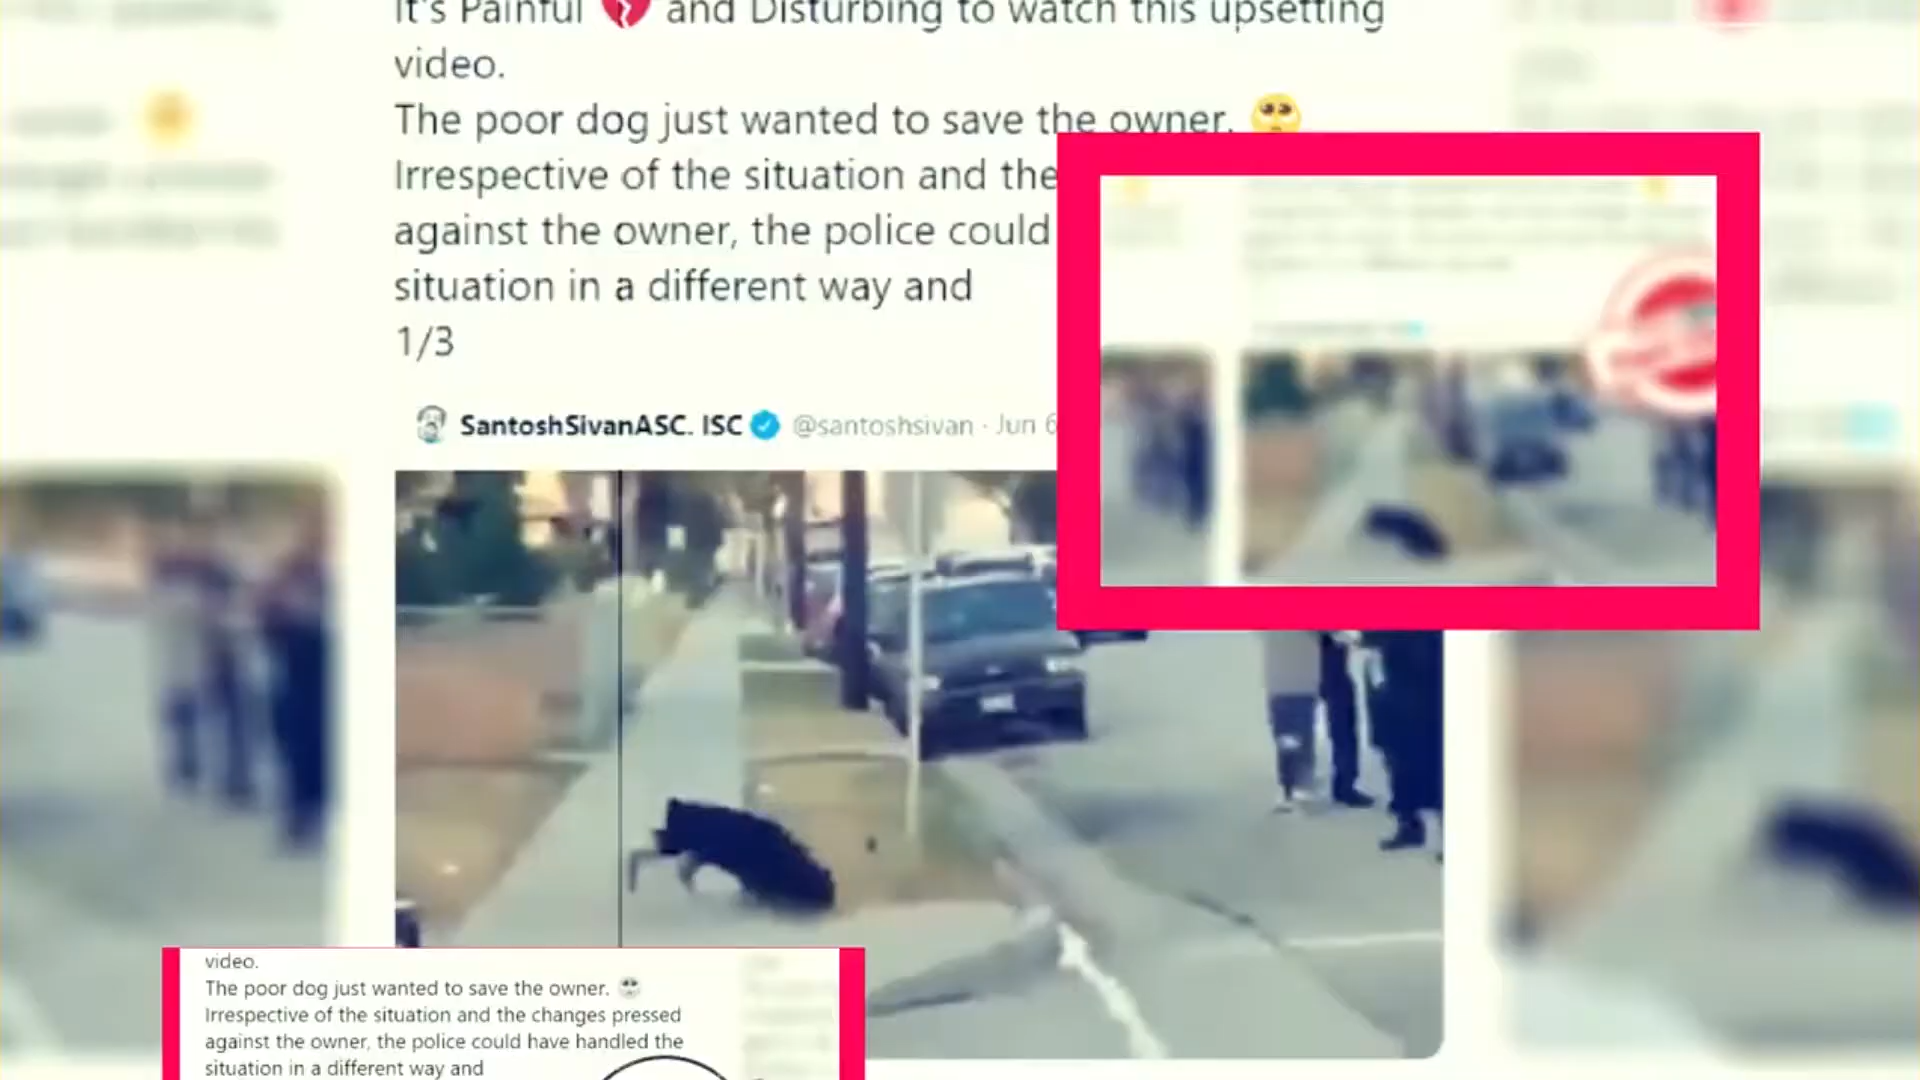 It's Painful 💔 and Disturbing to watch this upsetting
video.
The poor dog just wanted to save the owner. 🥺
Irrespective of the situation and the
against the owner, the police could
situation in a different way and
1/3
SantoshSivanASC. ISC @santoshsivan · Jun 6
video.
The poor dog just wanted to save the owner. 🥺
Irrespective of the situation and the changes pressed
against the owner, the police could have handled the
situation in a different way and